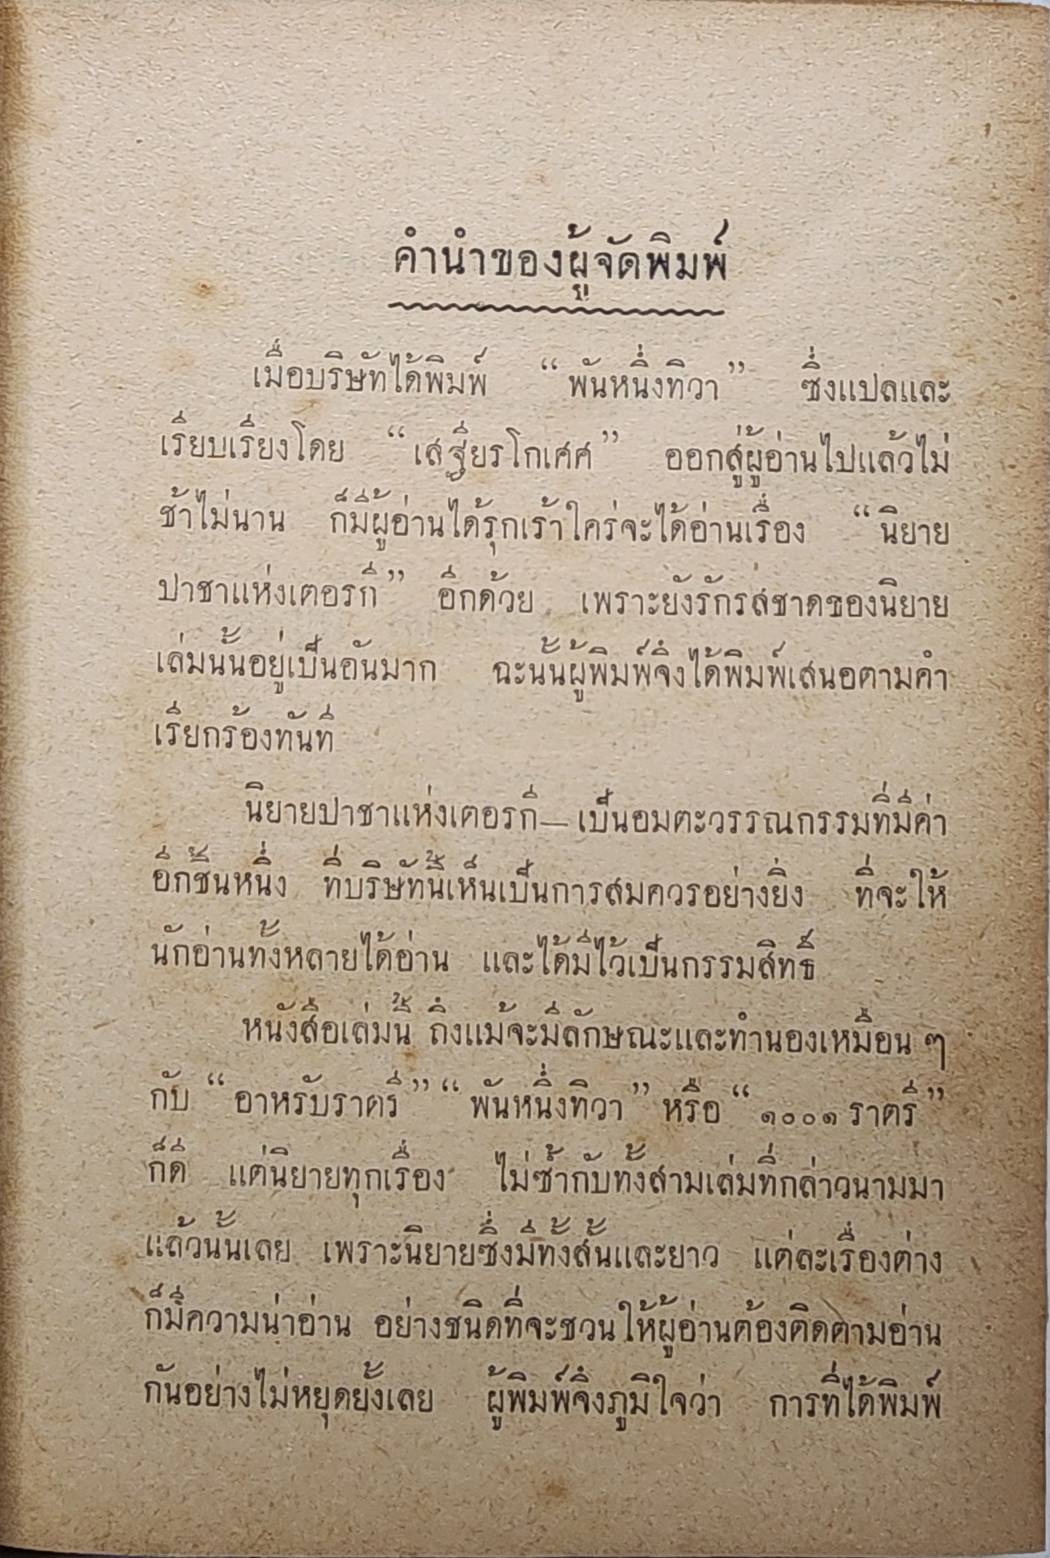 คำนำของผู้จัดพิมพ์
เมื่อบริษัทได้พิมพ์ “พันหนึ่งทิวา” ซึ่งแปลและ
เรียบเรียงโดย “เสฐียรโกเศศ” ออกสู่ผู้อ่านไปแล้วไม่
ช้าไม่นาน ก็มีผู้อ่านได้รุกเร้าใคร่จะได้อ่านเรื่อง “นิยาย
ปาชาแห่งเตอรกี” อีกด้วย เพราะยังรักรสชาดของนิยาย
เล่มนั้นอยู่เป็นอันมาก ฉะนั้นผู้พิมพ์จึงได้พิมพ์เสนอตามคำ
เรียกร้องทันที
นิยายปาชาแห่งเตอรกี—เป็นอมตะวรรณกรรมที่มีค่า
อีกชิ้นหนึ่ง ที่บริษัทนี้เห็นเป็นการสมควรอย่างยิ่ง ที่จะให้
นักอ่านทั้งหลายได้อ่าน และได้มีไว้เป็นกรรมสิทธิ์
หนังสือเล่มนี้ ถึงแม้จะมีลักษณะและทำนองเหมือน ๆ
กับ “อาหรับราตรี” “พันหนึ่งทิวา” หรือ “๑๐๐๑ ราตรี”
ก็ดี แต่นิยายทุกเรื่อง ไม่ซ้ำกับทั้งสามเล่มที่กล่าวนามมา
แล้วนั้นเลย เพราะนิยายซึ่งมีทั้งสั้นและยาว แต่ละเรื่องต่าง
ก็มีความน่าอ่าน อย่างชนิดที่จะชวนให้ผู้อ่านต้องติดตามอ่าน
กันอย่างไม่หยุดยั้งเลย ผู้พิมพ์จึงภูมิใจว่า การที่ได้พิมพ์